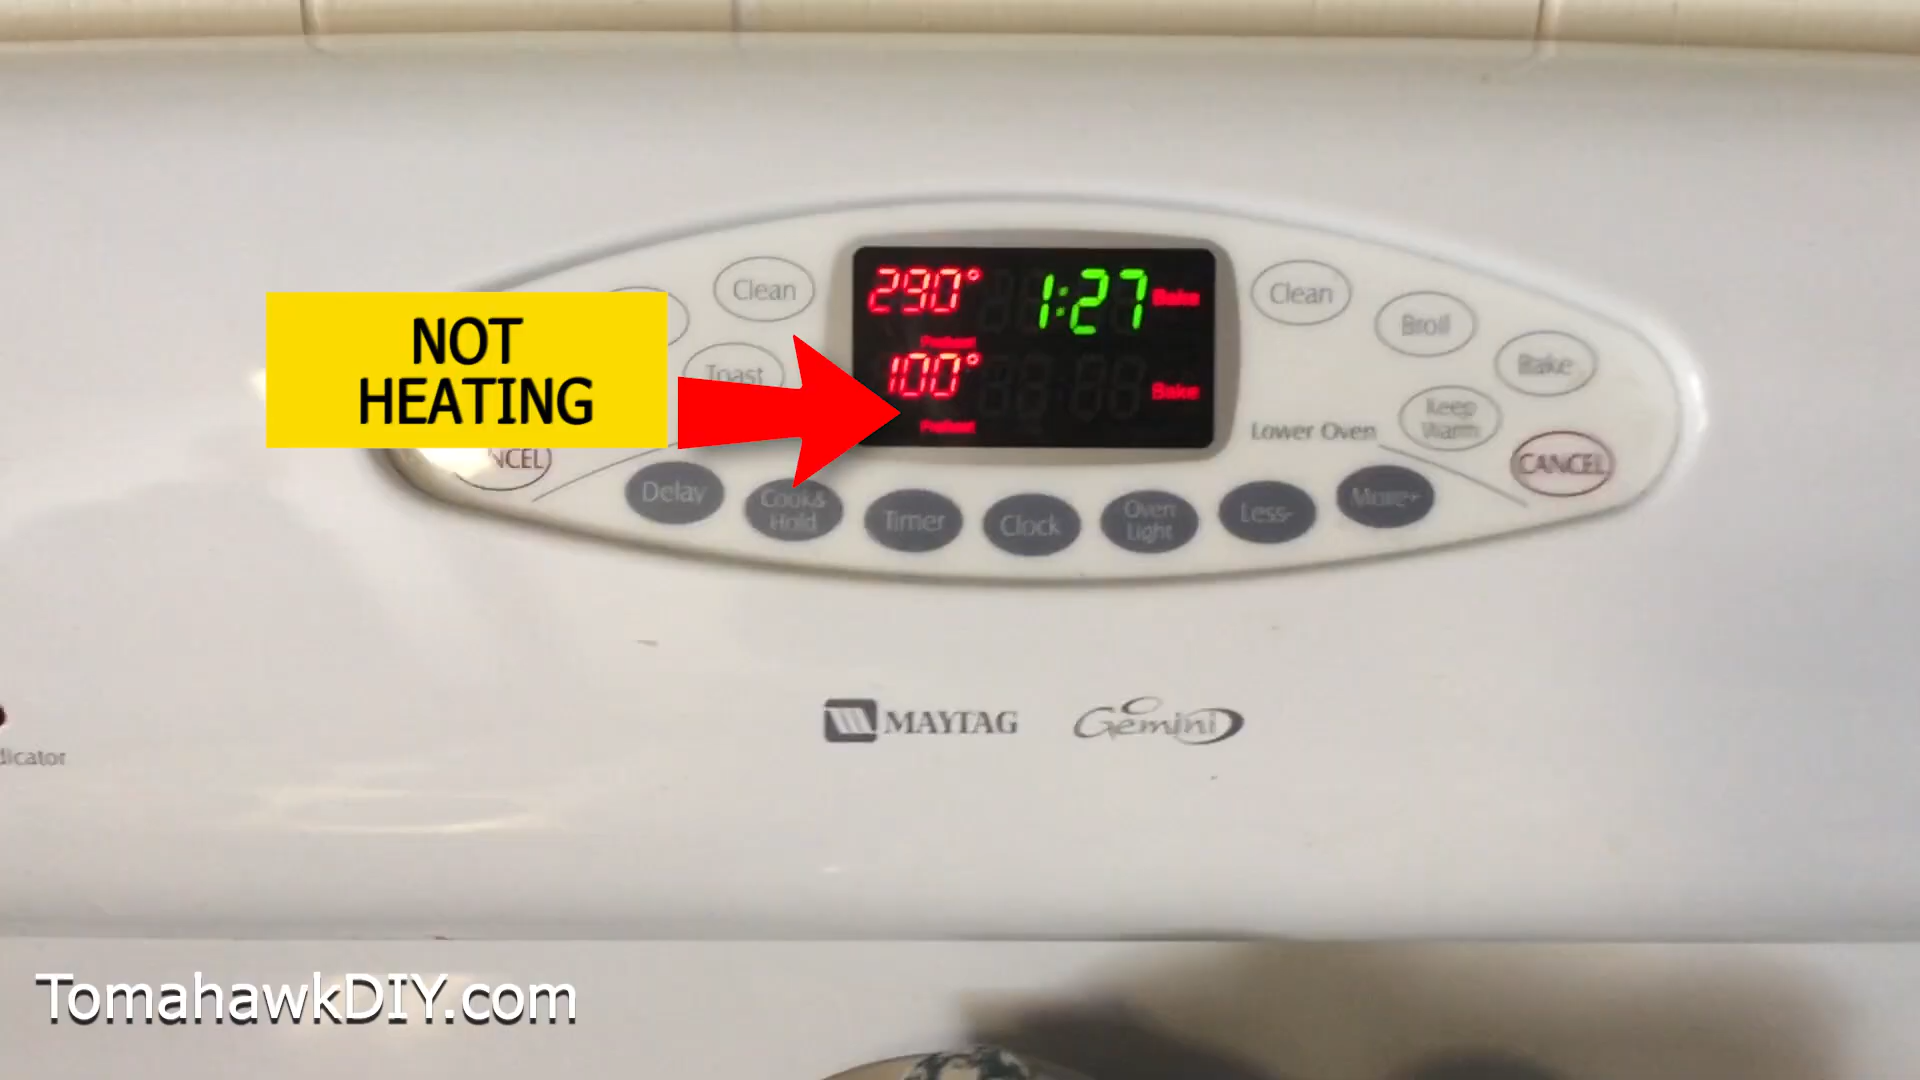 Clean
290° 1:27 Bake
Preheat
100° Bake
Preheat
NOT
HEATING
Toast
NCEL
Clean
Broil
Bake
Keep
Warm
Lower Oven
CANCEL
Delay
Cook&
Hold
Timer
Clock
Oven
Light
Less-
More+
MAYTAG
Gemini
dicator
TomahawkDIY.com